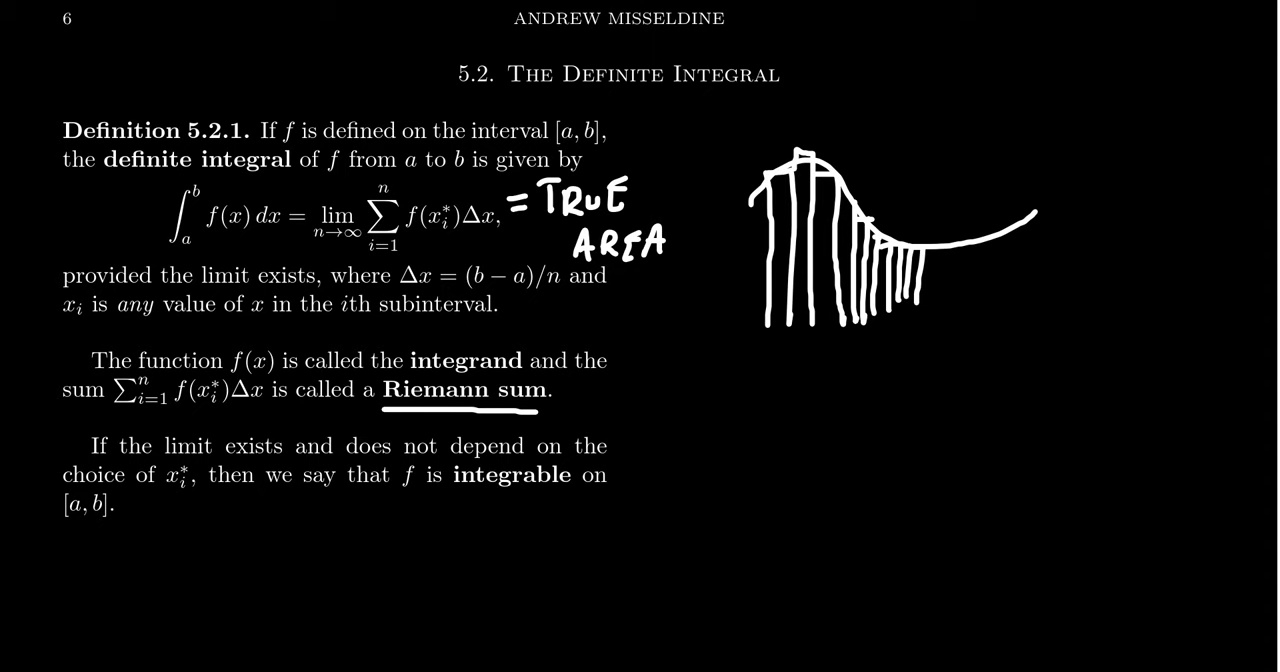 6
ANDREW MISSELDINE
5.2. THE DEFINITE INTEGRAL
Definition 5.2.1. If f is defined on the interval [a, b],
the definite integral of f from a to b is given by
∫_a^b f(x) dx = lim_{n→∞} ∑_{i=1}^n f(x_i^*)Δx, = TRUE
AREA
provided the limit exists, where Δx = (b − a)/n and
x_i is any value of x in the ith subinterval.
The function f(x) is called the integrand and the
sum ∑_{i=1}^n f(x_i^*)Δx is called a Riemann sum.
If the limit exists and does not depend on the
choice of x_i^*, then we say that f is integrable on
[a, b].